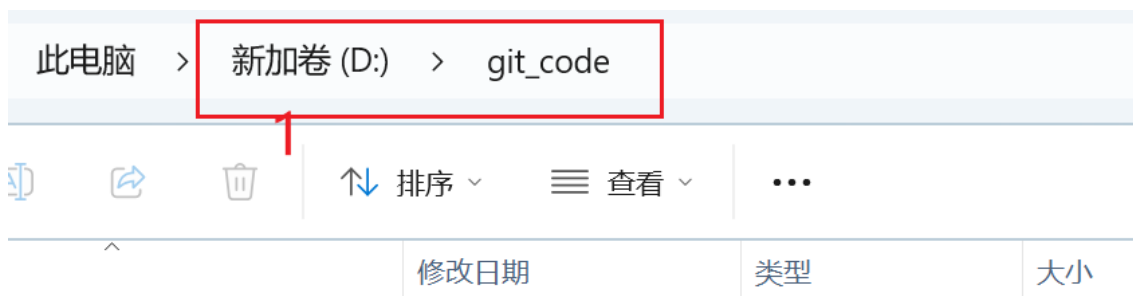 此电脑 > 新加卷 (D:) > git_code
1
排序 查看 •••
修改日期 类型 大小